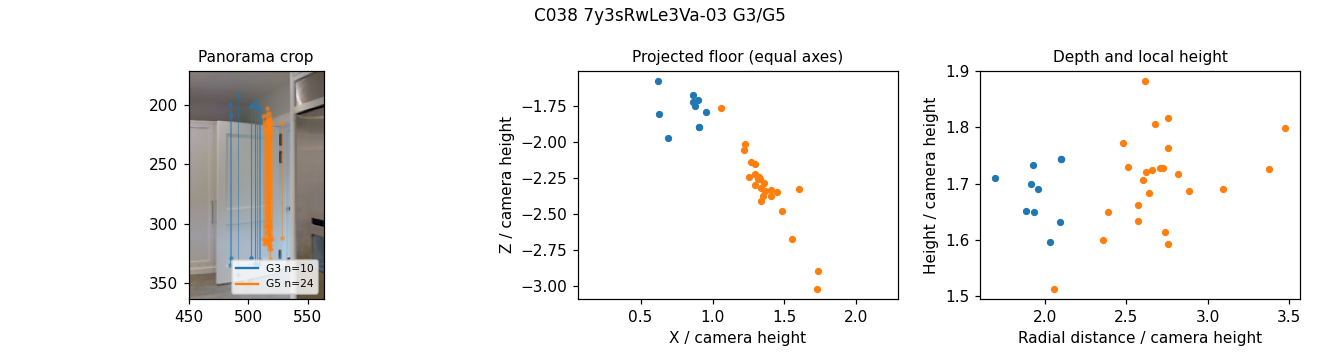 C038 7y3sRwLe3Va-03 G3/G5
Panorama crop
200
250
300
350
450
500
550
G3 n=10
G5 n=24
Projected floor (equal axes)
Z / camera height
−1.75
−2.00
−2.25
−2.50
−2.75
−3.00
0.5
1.0
1.5
2.0
X / camera height
Depth and local height
Height / camera height
1.9
1.8
1.7
1.6
1.5
2.0
2.5
3.0
3.5
Radial distance / camera height